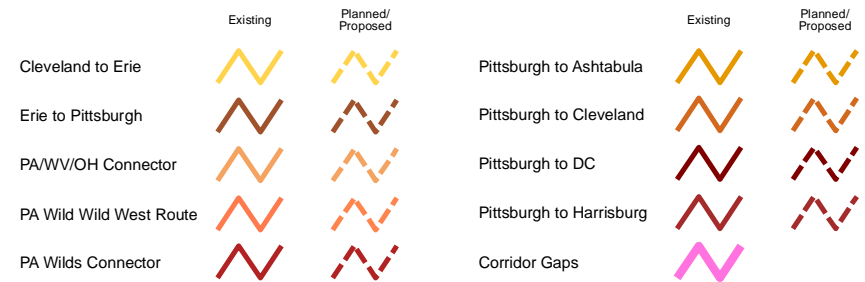 Existing
Planned/
Proposed
Cleveland to Erie
Erie to Pittsburgh
PA/WV/OH Connector
PA Wild Wild West Route
PA Wilds Connector
Existing
Planned/
Proposed
Pittsburgh to Ashtabula
Pittsburgh to Cleveland
Pittsburgh to DC
Pittsburgh to Harrisburg
Corridor Gaps